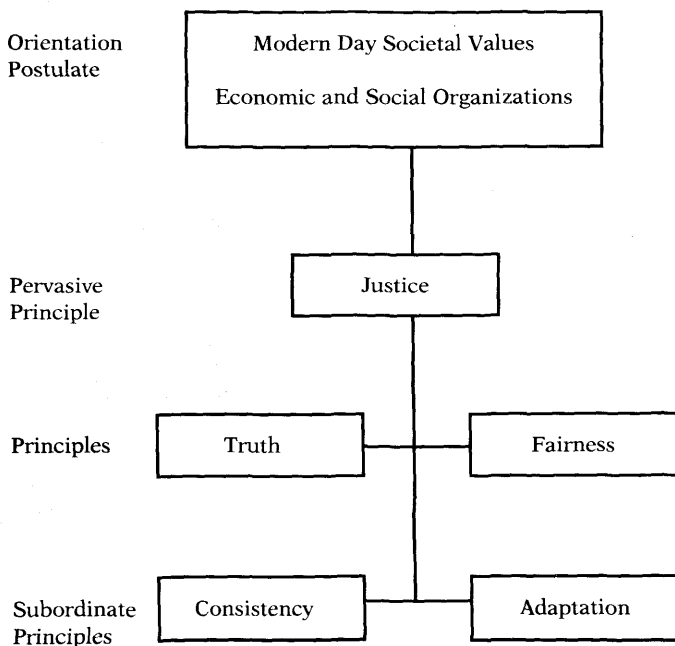 Orientation
Postulate
Modern Day Societal Values
Economic and Social Organizations
Pervasive
Principle
Justice
Principles
Truth
Fairness
Subordinate
Principles
Consistency
Adaptation